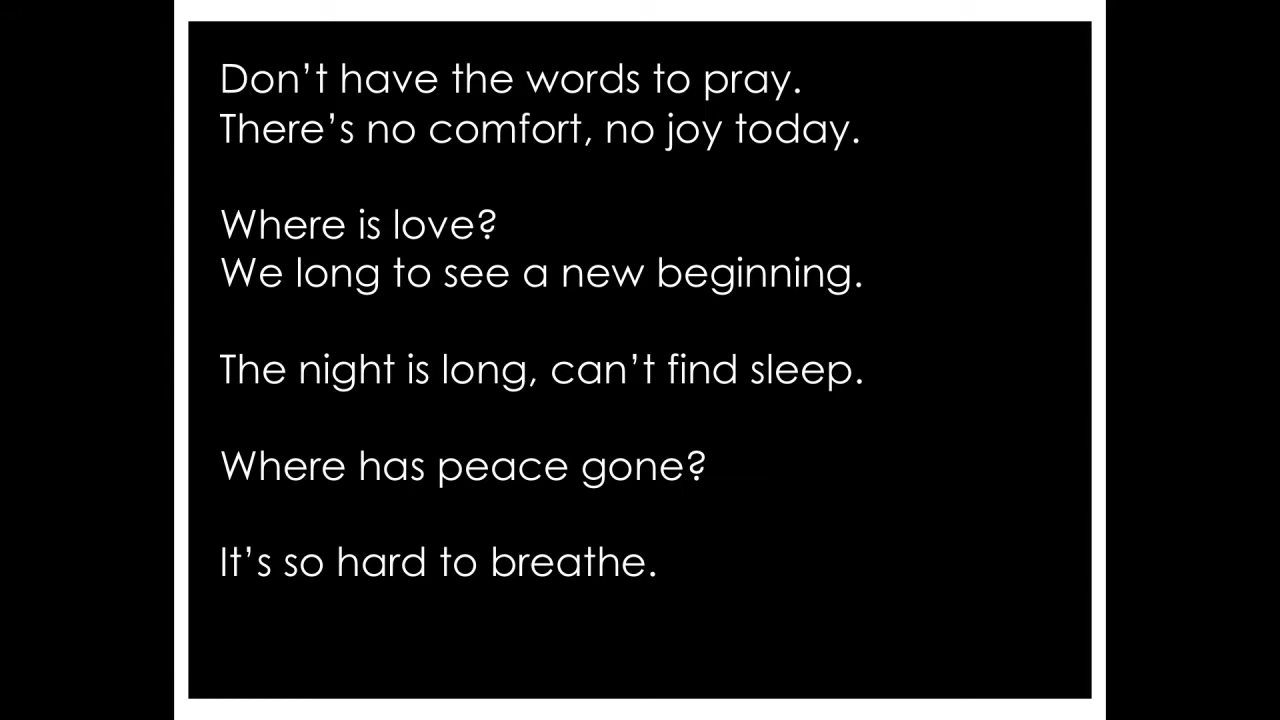 Don’t have the words to pray.
There’s no comfort, no joy today.
Where is love?
We long to see a new beginning.
The night is long, can’t find sleep.
Where has peace gone?
It’s so hard to breathe.